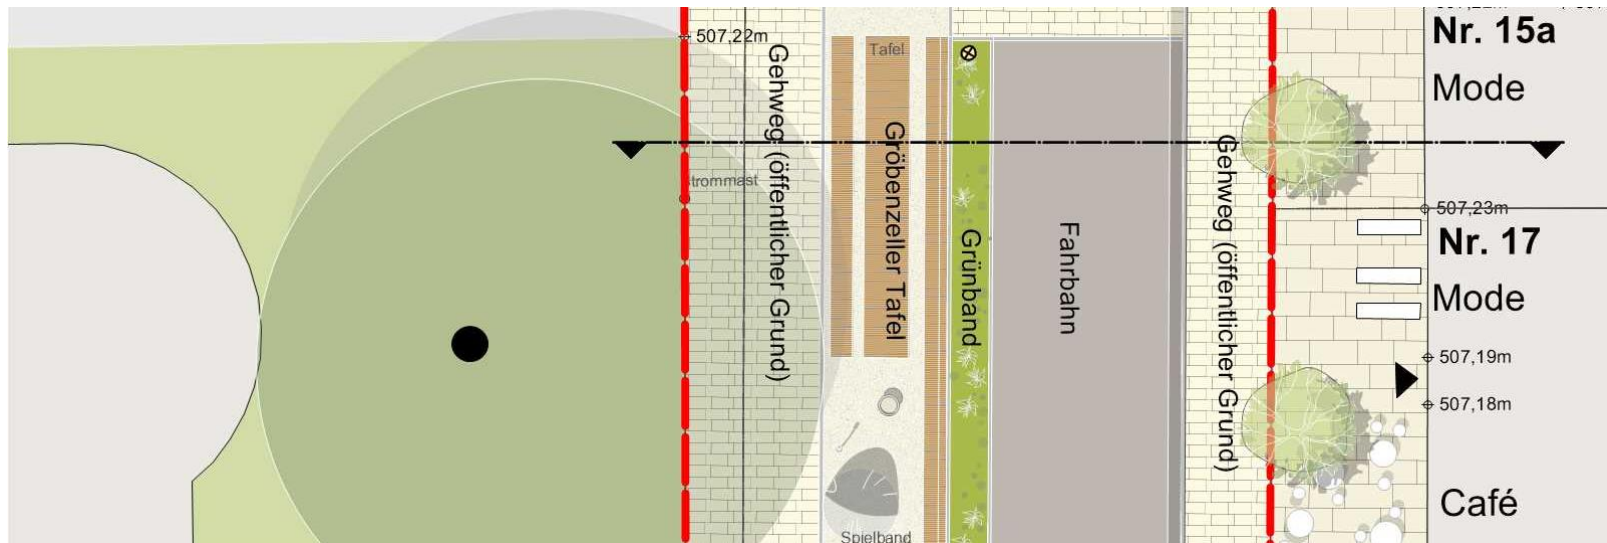 507,22m
Tafel
Nr. 15a
Mode
Gehweg (öffentlicher Grund)
Gröbenzeller Tafel
Grünband
Fahrbahn
Gehweg (öffentlicher Grund)
trommast
507,23m
Nr. 17
Mode
507,19m
507,18m
Café
Spielband